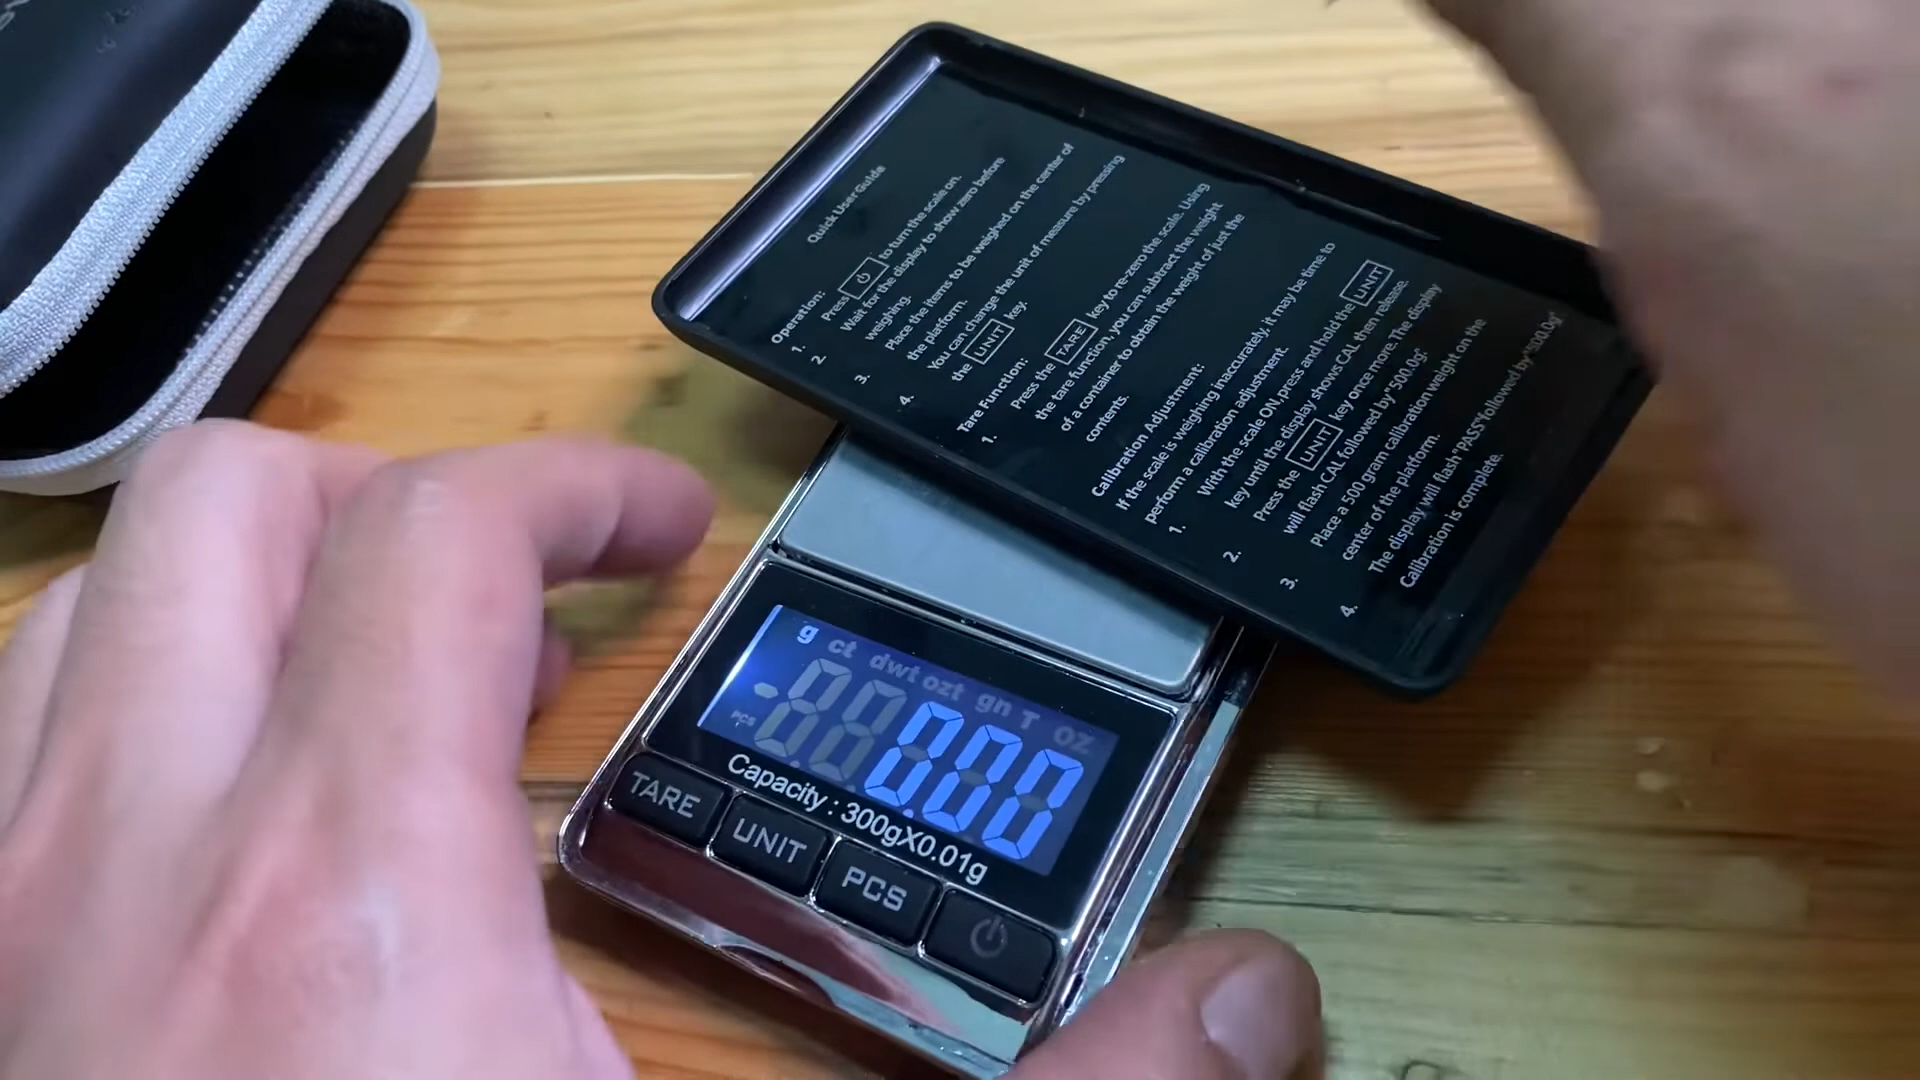 Quick User Guide
Operation:
1. Press ⏻ to turn the scale on.
2. Wait for the display to show zero before
weighing.
3. Place the items to be weighed on the center of
the platform.
4. You can change the unit of measure by pressing
the UNIT key.
Tare Function:
1. Press the TARE key to re-zero the scale. Using
the tare function, you can subtract the weight
of a container to obtain the weight of just the
contents.
Calibration Adjustment:
If the scale is weighing inaccurately, it may be time to
perform a calibration adjustment.
1. With the scale ON, press and hold the UNIT
key until the display shows CAL then release.
2. Press the UNIT key once more. The display
will flash CAL followed by "500.0g".
3. Place a 500 gram calibration weight on the
center of the platform.
4. The display will flash "PASS" followed by "500.0g"
Calibration is complete.
g ct dwt ozt gn T oz
PCS
0.00
Capacity : 300gX0.01g
TARE
UNIT
PCS